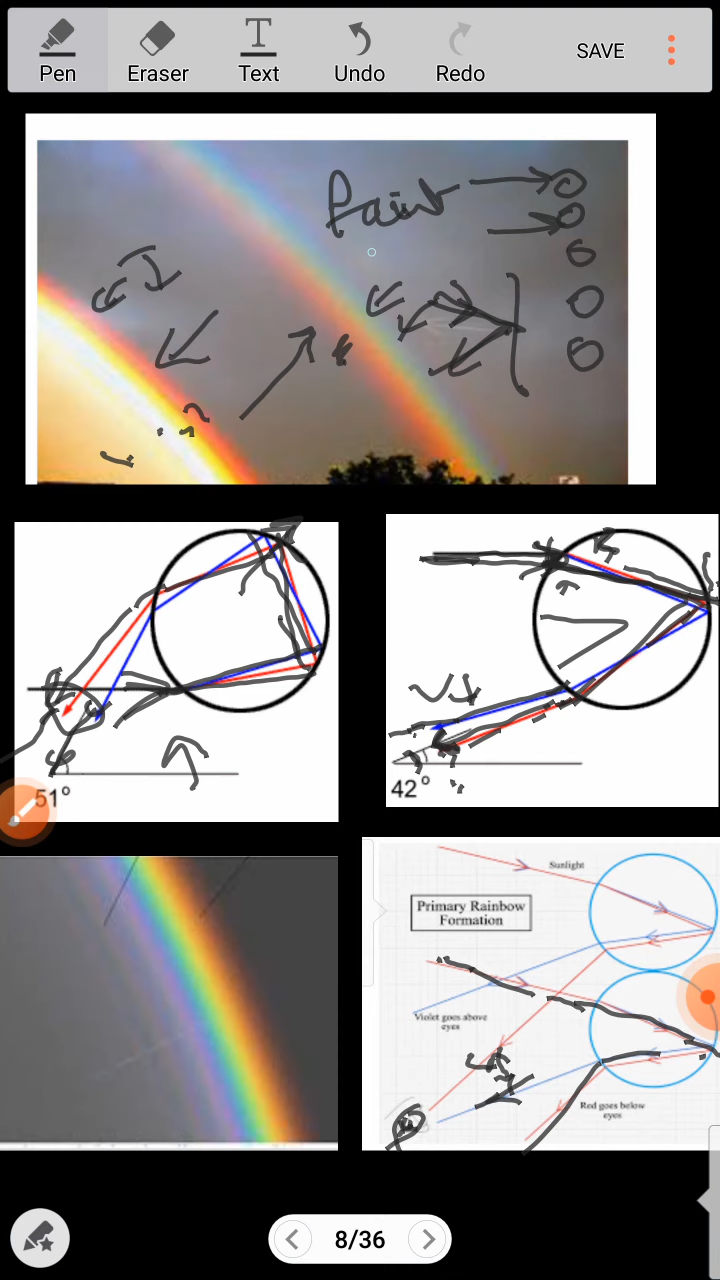 Pen Eraser Text Undo Redo SAVE
Faint
51°
42°
Sunlight
Primary Rainbow
Formation
Violet goes above
eyes
Red goes below
eyes
8/36